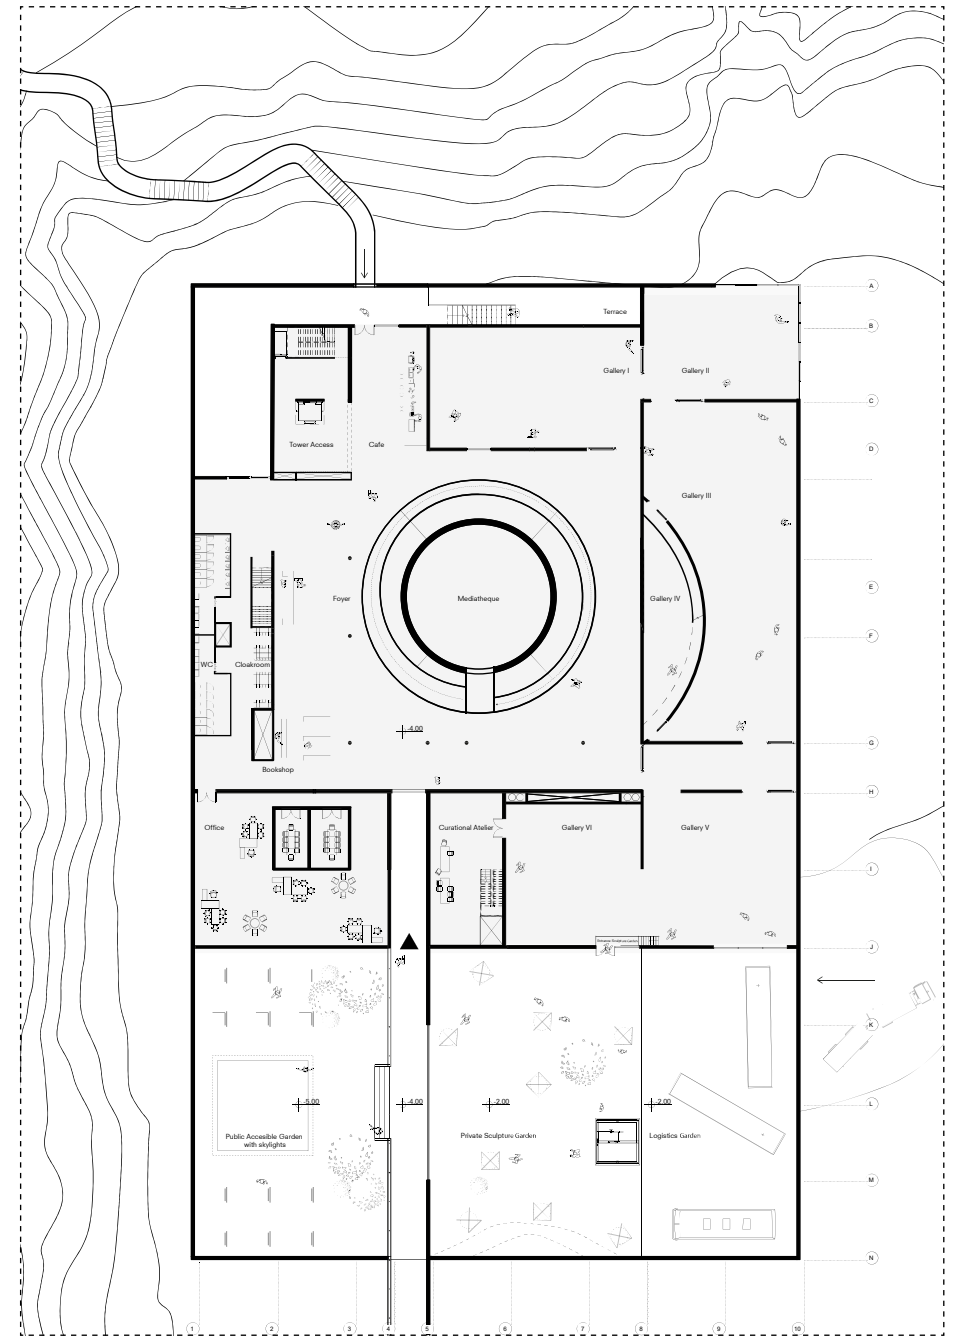 A
Terrace
B
Gallery I
Gallery II
C
Tower Access
Cafe
D
Gallery III
E
Foyer
Mediatheque
Gallery IV
F
WC
Cloakroom
-4.00
G
Bookshop
H
Office
Curational Atelier
Gallery VI
Gallery V
I
J
K
-5.00
-4.00
-2.00
-2.00
L
Public Accesible Garden
with skylights
Private Sculpture Garden
Logistics Garden
M
N
1
2
3
4
5
6
7
8
9
10